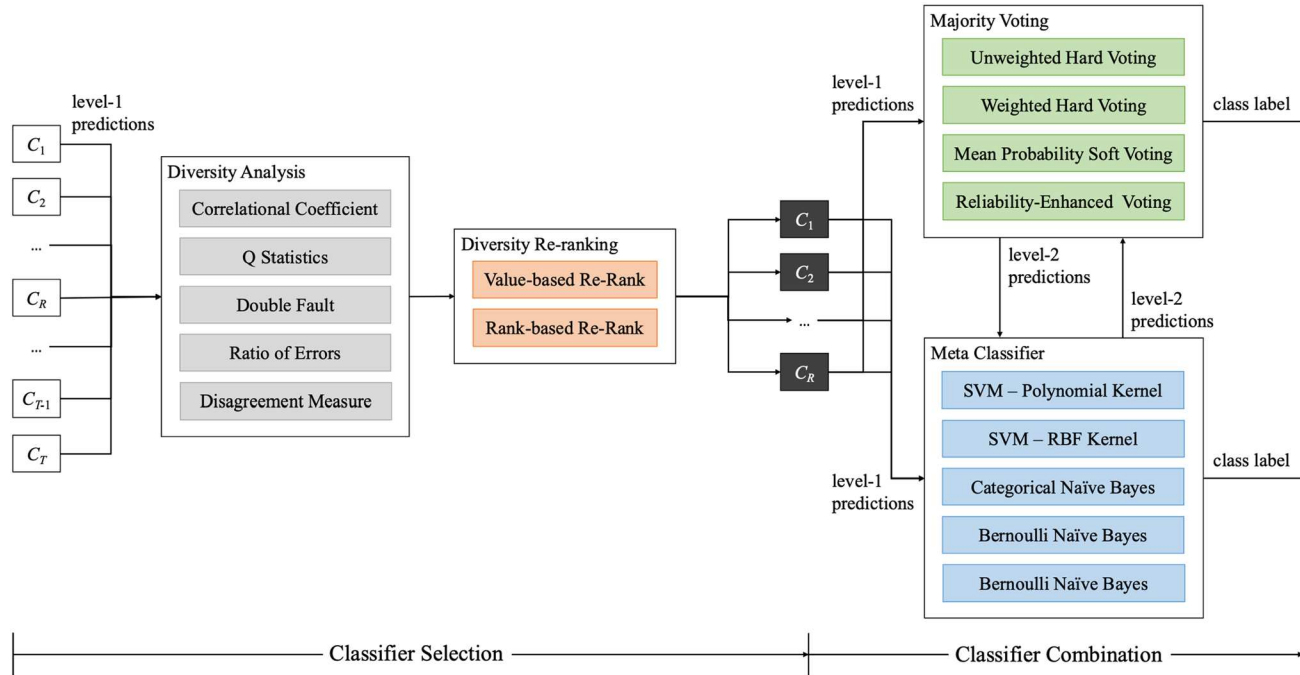 level-1
predictions
C1
C2
...
CR
...
CT-1
CT
Diversity Analysis
Correlational Coefficient
Q Statistics
Double Fault
Ratio of Errors
Disagreement Measure
Diversity Re-ranking
Value-based Re-Rank
Rank-based Re-Rank
C1
C2
...
CR
level-1
predictions
level-1
predictions
Majority Voting
Unweighted Hard Voting
Weighted Hard Voting
Mean Probability Soft Voting
Reliability-Enhanced Voting
class label
level-2
predictions
level-2
predictions
Meta Classifier
SVM – Polynomial Kernel
SVM – RBF Kernel
Categorical Naïve Bayes
Bernoulli Naïve Bayes
Bernoulli Naïve Bayes
class label
Classifier Selection
Classifier Combination